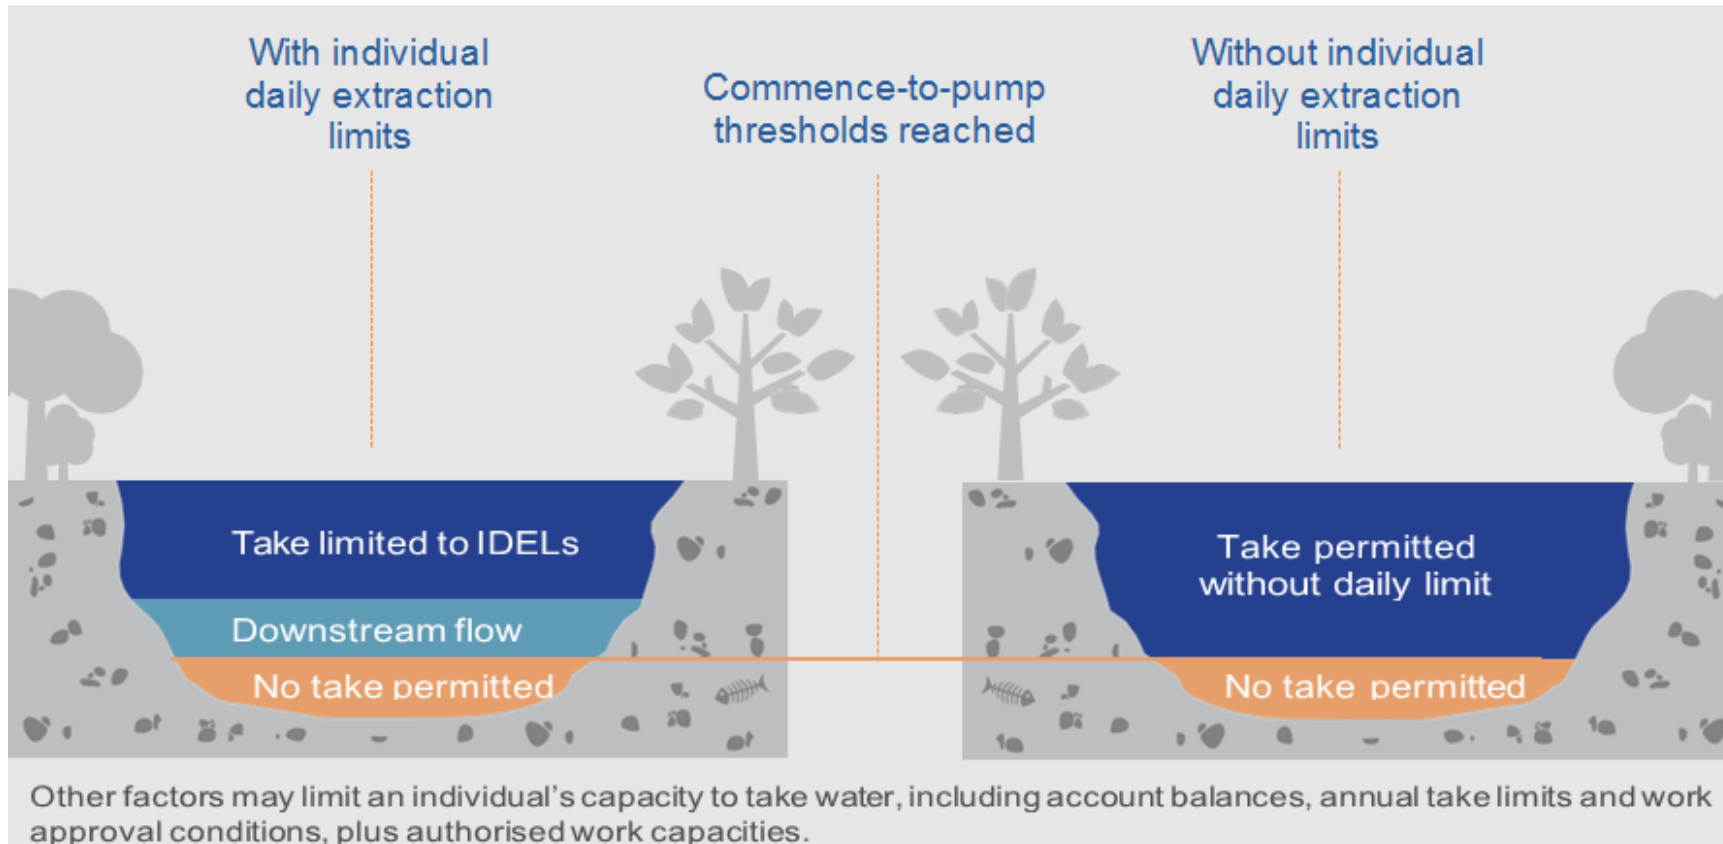 With individual
daily extraction
limits
Commence-to-pump
thresholds reached
Without individual
daily extraction
limits
Take limited to IDELs
Downstream flow
No take permitted
Take permitted
without daily limit
No take permitted
Other factors may limit an individual's capacity to take water, including account balances, annual take limits and work
approval conditions, plus authorised work capacities.